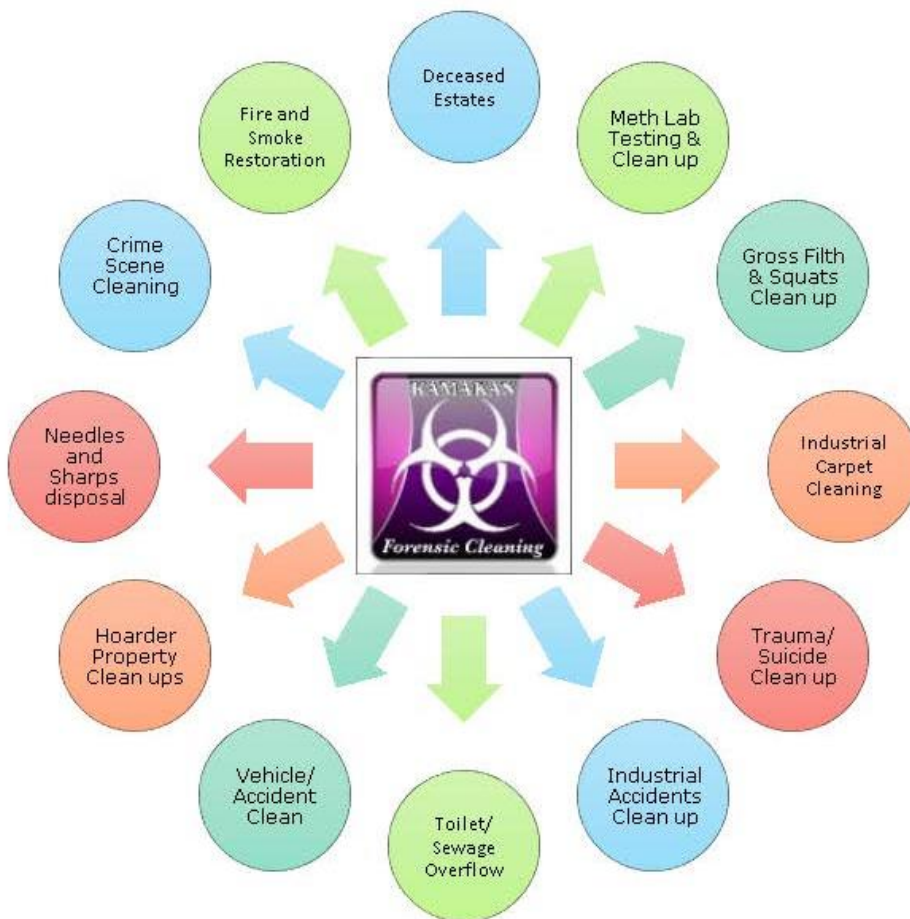 Deceased
Estates
Meth Lab
Testing &
Clean up
Gross Filth
& Squats
Clean up
Industrial
Carpet
Cleaning
Trauma/
Suicide
Clean up
Industrial
Accidents
Clean up
Toilet/
Sewage
Overflow
Vehicle/
Accident
Clean
Hoarder
Property
Clean ups
Needles
and
Sharps
disposal
Crime
Scene
Cleaning
Fire and
Smoke
Restoration
KAMAKAN
Forensic Cleaning